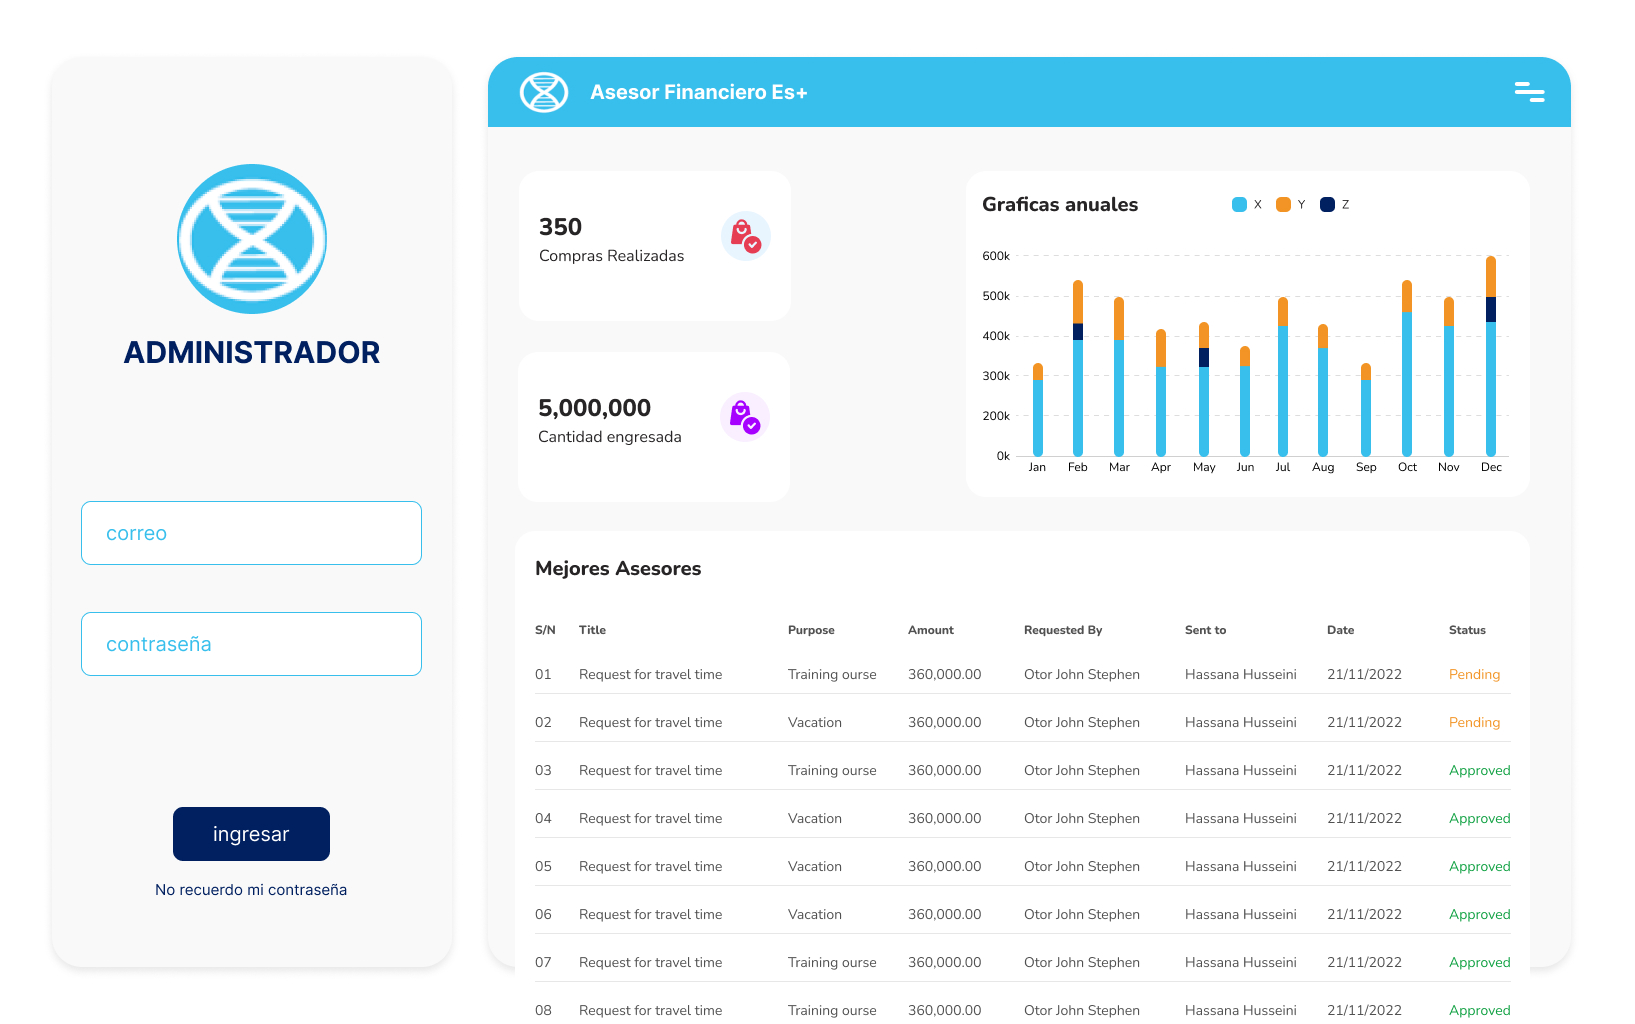 ADMINISTRADOR
correo
contraseña
ingresar
No recuerdo mi contraseña
Asesor Financiero Es+
350
Compras Realizadas
5,000,000
Cantidad engresada
Graficas anuales
X Y Z
600k
500k
400k
300k
200k
0k
Jan Feb Mar Apr May Jun Jul Aug Sep Oct Nov Dec
Mejores Asesores
S/N Title Purpose Amount Requested By Sent to Date Status
01 Request for travel time Training ourse 360,000.00 Otor John Stephen Hassana Husseini 21/11/2022 Pending
02 Request for travel time Vacation 360,000.00 Otor John Stephen Hassana Husseini 21/11/2022 Pending
03 Request for travel time Training ourse 360,000.00 Otor John Stephen Hassana Husseini 21/11/2022 Approved
04 Request for travel time Vacation 360,000.00 Otor John Stephen Hassana Husseini 21/11/2022 Approved
05 Request for travel time Vacation 360,000.00 Otor John Stephen Hassana Husseini 21/11/2022 Approved
06 Request for travel time Vacation 360,000.00 Otor John Stephen Hassana Husseini 21/11/2022 Approved
07 Request for travel time Training ourse 360,000.00 Otor John Stephen Hassana Husseini 21/11/2022 Approved
08 Request for travel time Training ourse 360,000.00 Otor John Stephen Hassana Husseini 21/11/2022 Approved